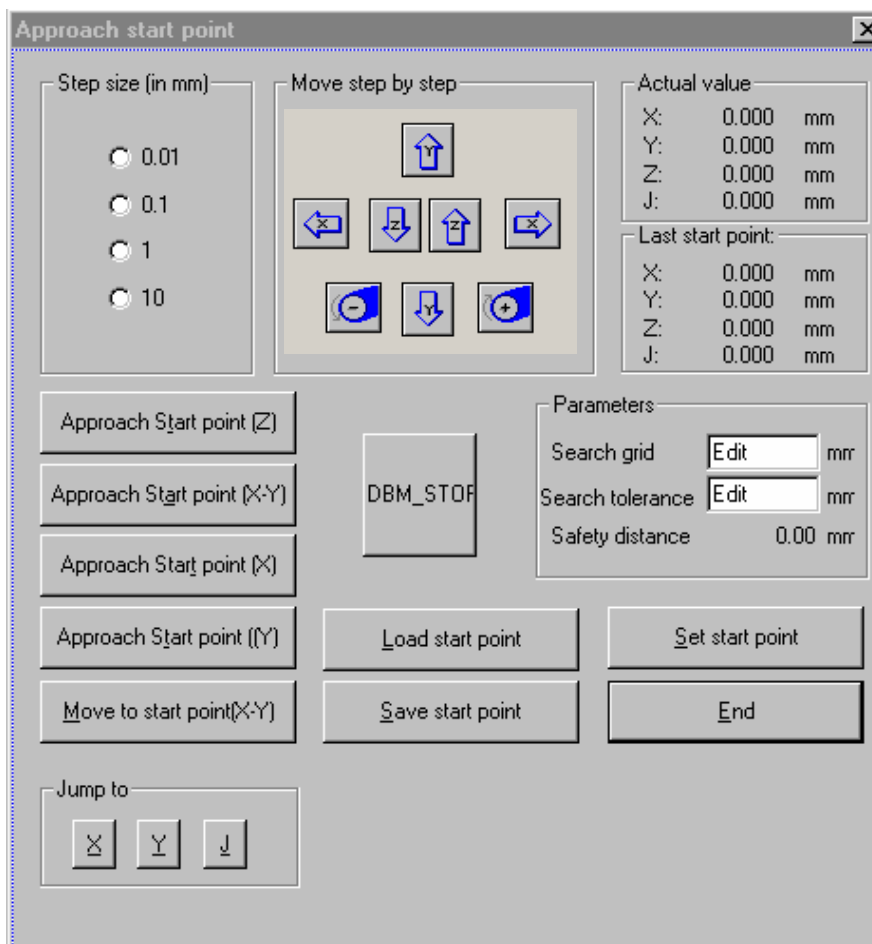 Approach start point
Step size (in mm)
0.01
0.1
1
10
Move step by step
Y
X
Z
Z
X
-
Y
+
Actual value
X: 0.000 mm
Y: 0.000 mm
Z: 0.000 mm
J: 0.000 mm
Last start point:
X: 0.000 mm
Y: 0.000 mm
Z: 0.000 mm
J: 0.000 mm
Approach Start point (Z)
Approach Start point (X-Y)
Approach Start point (X)
Approach Start point ((Y)
Move to start point(X-Y)
DBM_STOP
Parameters
Search grid Edit mm
Search tolerance Edit mm
Safety distance 0.00 mm
Load start point
Set start point
Save start point
End
Jump to
X Y J